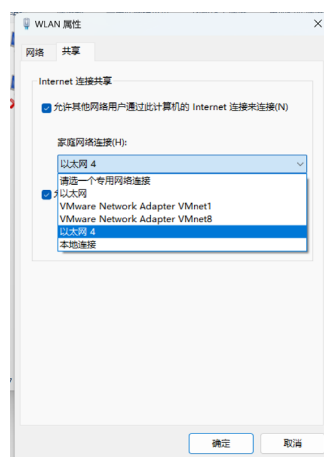 WLAN 属性
网络
共享
Internet 连接共享
允许其他网络用户通过此计算机的 Internet 连接来连接(N)
家庭网络连接(H):
以太网 4
请选一个专用网络连接
以太网
VMware Network Adapter VMnet1
VMware Network Adapter VMnet8
以太网 4
本地连接
确定
取消